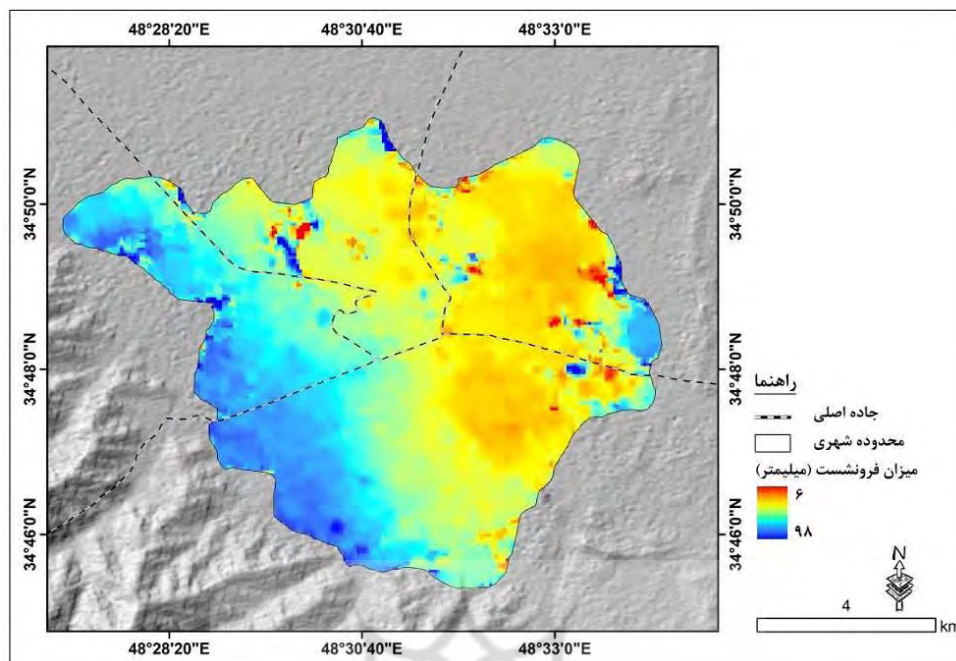 48°28'20"N 48°30'40"N 48°33'0"N
34°50'0"N 34°50'0"N
34°48'0"N 34°48'0"N
34°46'0"N 34°46'0"N
48°28'20"N 48°30'40"N 48°33'0"N
راهنما
جاده اصلی
محدوده شهری
میزان فرونشست (میلیمتر)
۶
۹۸
N
4
km